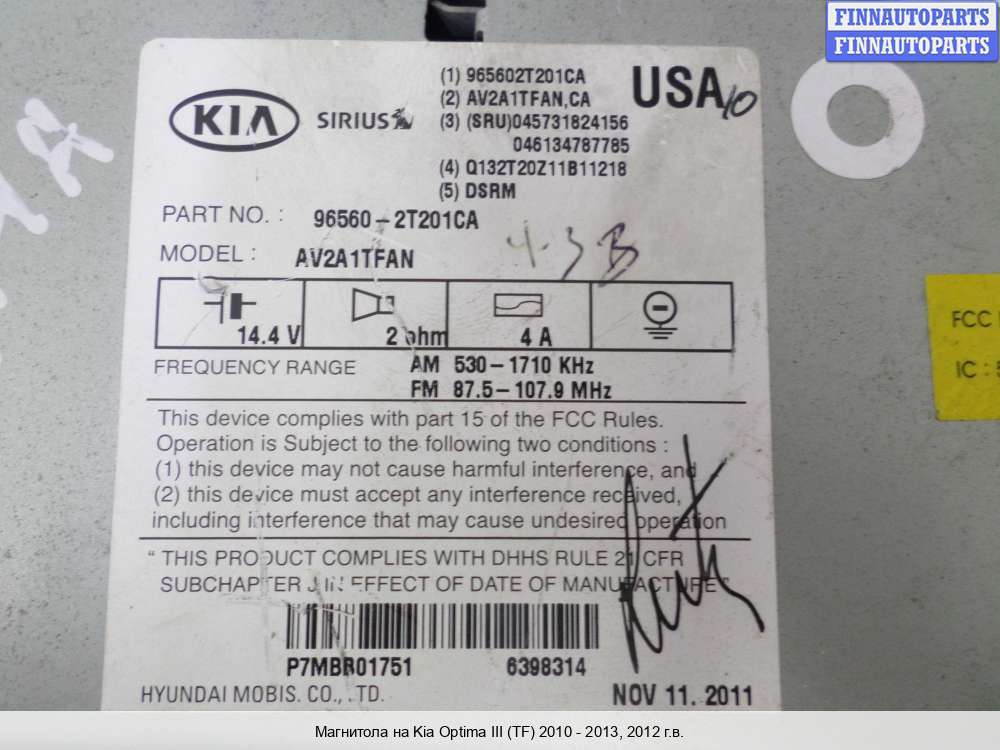 FINNAUTOPARTS
FINNAUTOPARTS
KIA SIRIUS
(1) 965602T201CA
(2) AV2A1TFAN,CA
(3) (SRU)045731824156
046134787785
(4) Q132T20Z11B11218
(5) DSRM
USA 10
PART NO. : 96560-2T201CA
MODEL : AV2A1TFAN
4.3 B
14.4 V 2 ohm 4 A
FREQUENCY RANGE AM 530-1710 KHz
FM 87.5-107.9 MHz
This device complies with part 15 of the FCC Rules.
Operation is Subject to the following two conditions :
(1) this device may not cause harmful interference, and
(2) this device must accept any interference received,
including interference that may cause undesired operation
" THIS PRODUCT COMPLIES WITH DHHS RULE 21 CFR
SUBCHAPTER J IN EFFECT OF DATE OF MANUFACTURE "
P7MBR01751 6398314
HYUNDAI MOBIS. CO., LTD. NOV 11. 2011
FCC
IC :
Магнитола на Kia Optima III (TF) 2010 - 2013, 2012 г.в.